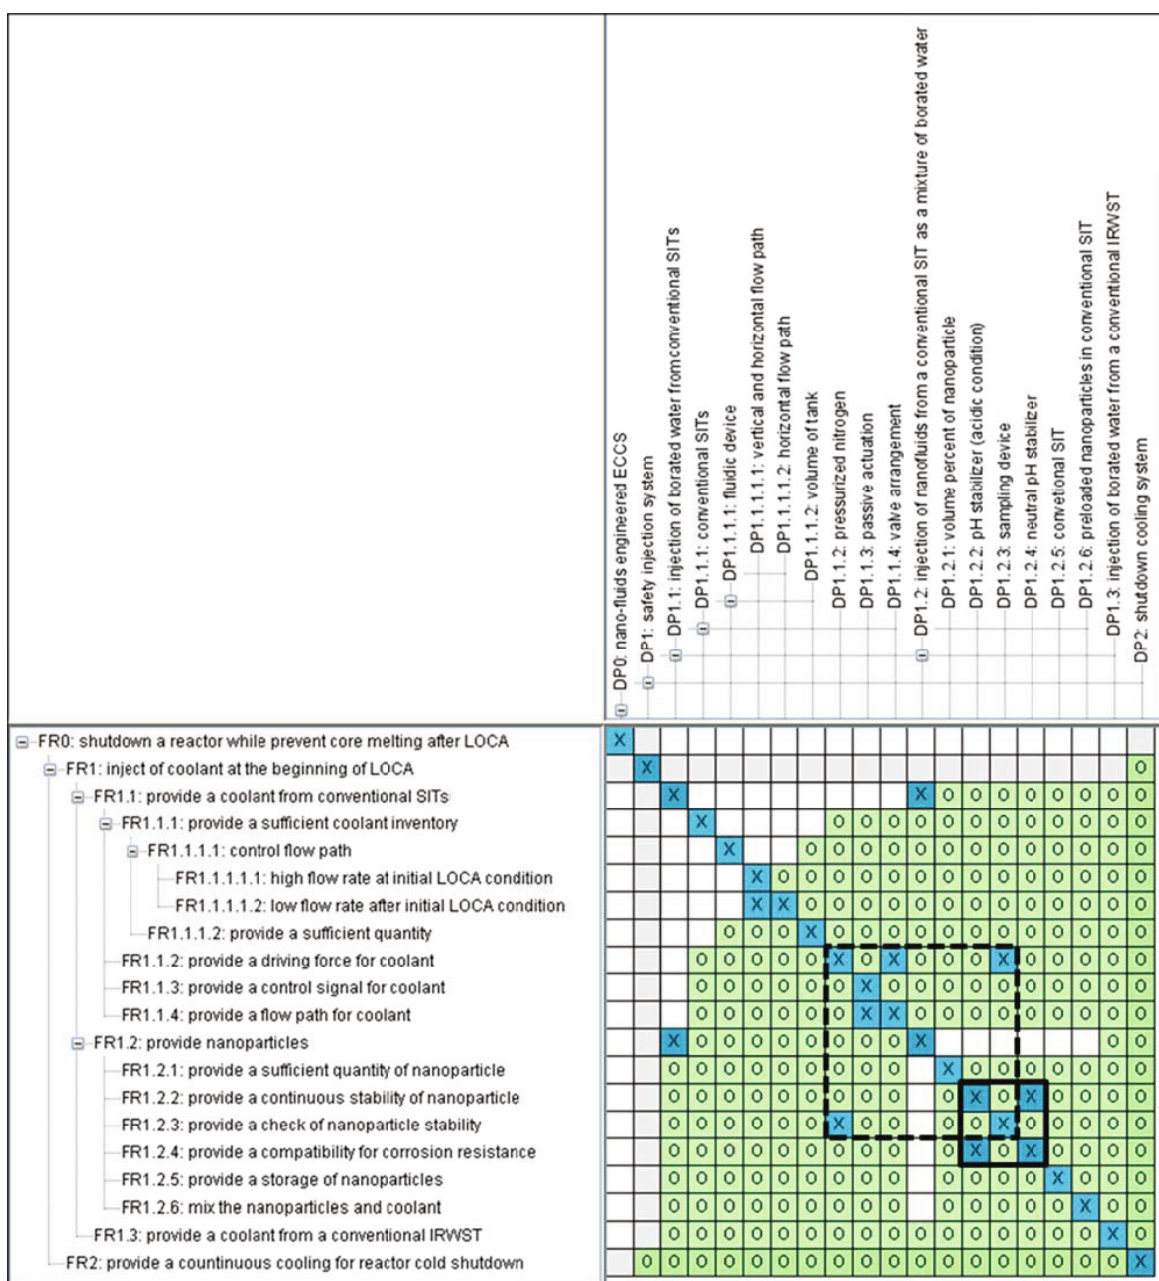 DP0: nano-fluids engineered ECCS
DP1: safety injection system
DP1.1: injection of borated water fromconventional SITs
DP1.1.1: conventional SITs
DP1.1.1.1: fluidic device
DP1.1.1.1.1: vertical and horizontal flow path
DP1.1.1.1.2: horizontal flow path
DP1.1.1.2: volume of tank
DP1.1.2: pressurized nitrogen
DP1.1.3: passive actuation
DP1.1.4: valve arrangement
DP1.2: injection of nanofluids from a conventional SIT as a mixture of borated water
DP1.2.1: volume percent of nanoparticle
DP1.2.2: pH stabilizer (acidic condition)
DP1.2.3: sampling device
DP1.2.4: neutral pH stabilizer
DP1.2.5: convetional SIT
DP1.2.6: preloaded nanoparticles in conventional SIT
DP1.3: injection of borated water from a conventional IRWST
DP2: shutdown cooling system
FR0: shutdown a reactor while prevent core melting after LOCA X
FR1: inject of coolant at the beginning of LOCA X O
FR1.1: provide a coolant from conventional SITs X X O O O O O O O O
FR1.1.1: provide a sufficient coolant inventory X O O O O O O O O O O O O
FR1.1.1.1: control flow path X O O O O O O O O O O O O O
FR1.1.1.1.1: high flow rate at initial LOCA condition X O O O O O O O O O O O O O O
FR1.1.1.1.2: low flow rate after initial LOCA condition X X O O O O O O O O O O O O O
FR1.1.1.2: provide a sufficient quantity O O O X O O O O O O O O O O O O
FR1.1.2: provide a driving force for coolant O O O O O X O X O O O X O O O O O
FR1.1.3: provide a control signal for coolant O O O O O O X O O O O O O O O O O
FR1.1.4: provide a flow path for coolant O O O O O O X X O O O O O O O O O
FR1.2: provide nanoparticles X O O O O O O O O X O O
FR1.2.1: provide a sufficient quantity of nanoparticle O O O O O O O O O X O O O O O O O
FR1.2.2: provide a continuous stability of nanoparticle O O O O O O O O O O X O X O O O O
FR1.2.3: provide a check of nanoparticle stability O O O O O O X O O O O X O O O O O
FR1.2.4: provide a compatibility for corrosion resistance O O O O O O O O O O X O X O O O O
FR1.2.5: provide a storage of nanoparticles O O O O O O O O O O O O O X O O O
FR1.2.6: mix the nanoparticles and coolant O O O O O O O O O O O O O O X O O
FR1.3: provide a coolant from a conventional IRWST O O O O O O O O O O O O O O O O X O
FR2: provide a countinuous cooling for reactor cold shutdown O O O O O O O O O O O O O O O O O O X